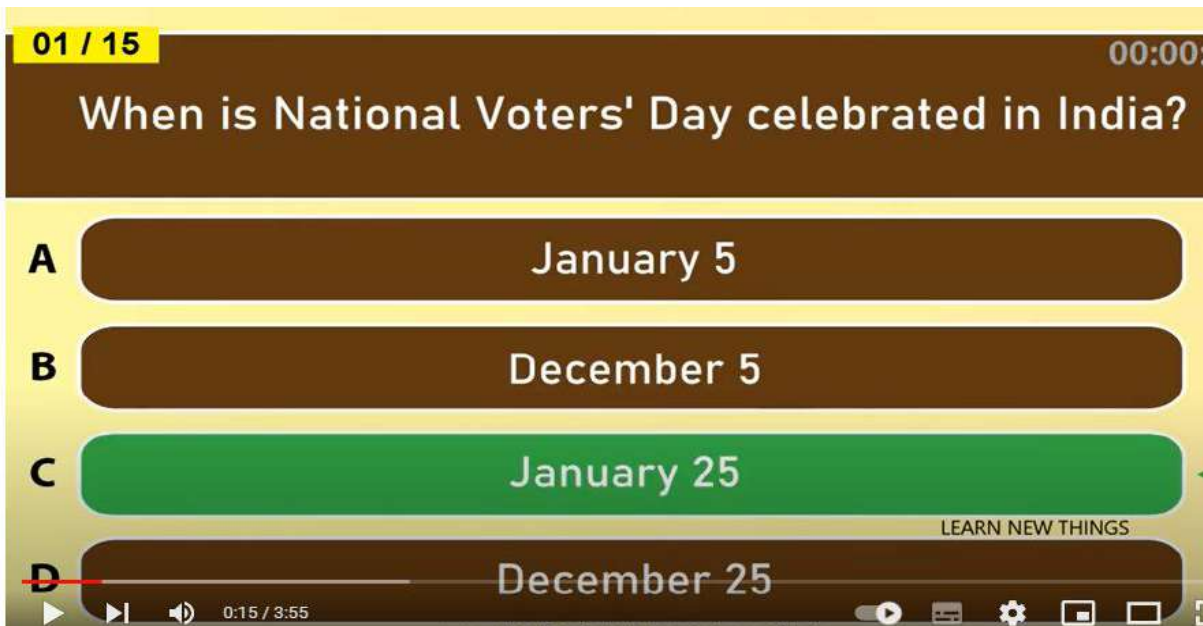 01 / 15
00:00:
When is National Voters' Day celebrated in India?
A January 5
B December 5
C January 25
LEARN NEW THINGS
D December 25
0:15 / 3:55